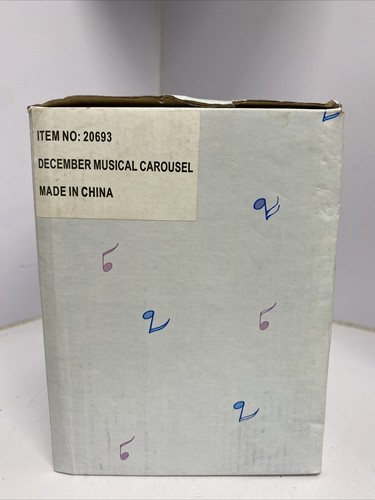 ITEM NO: 20693
DECEMBER MUSICAL CAROUSEL
MADE IN CHINA